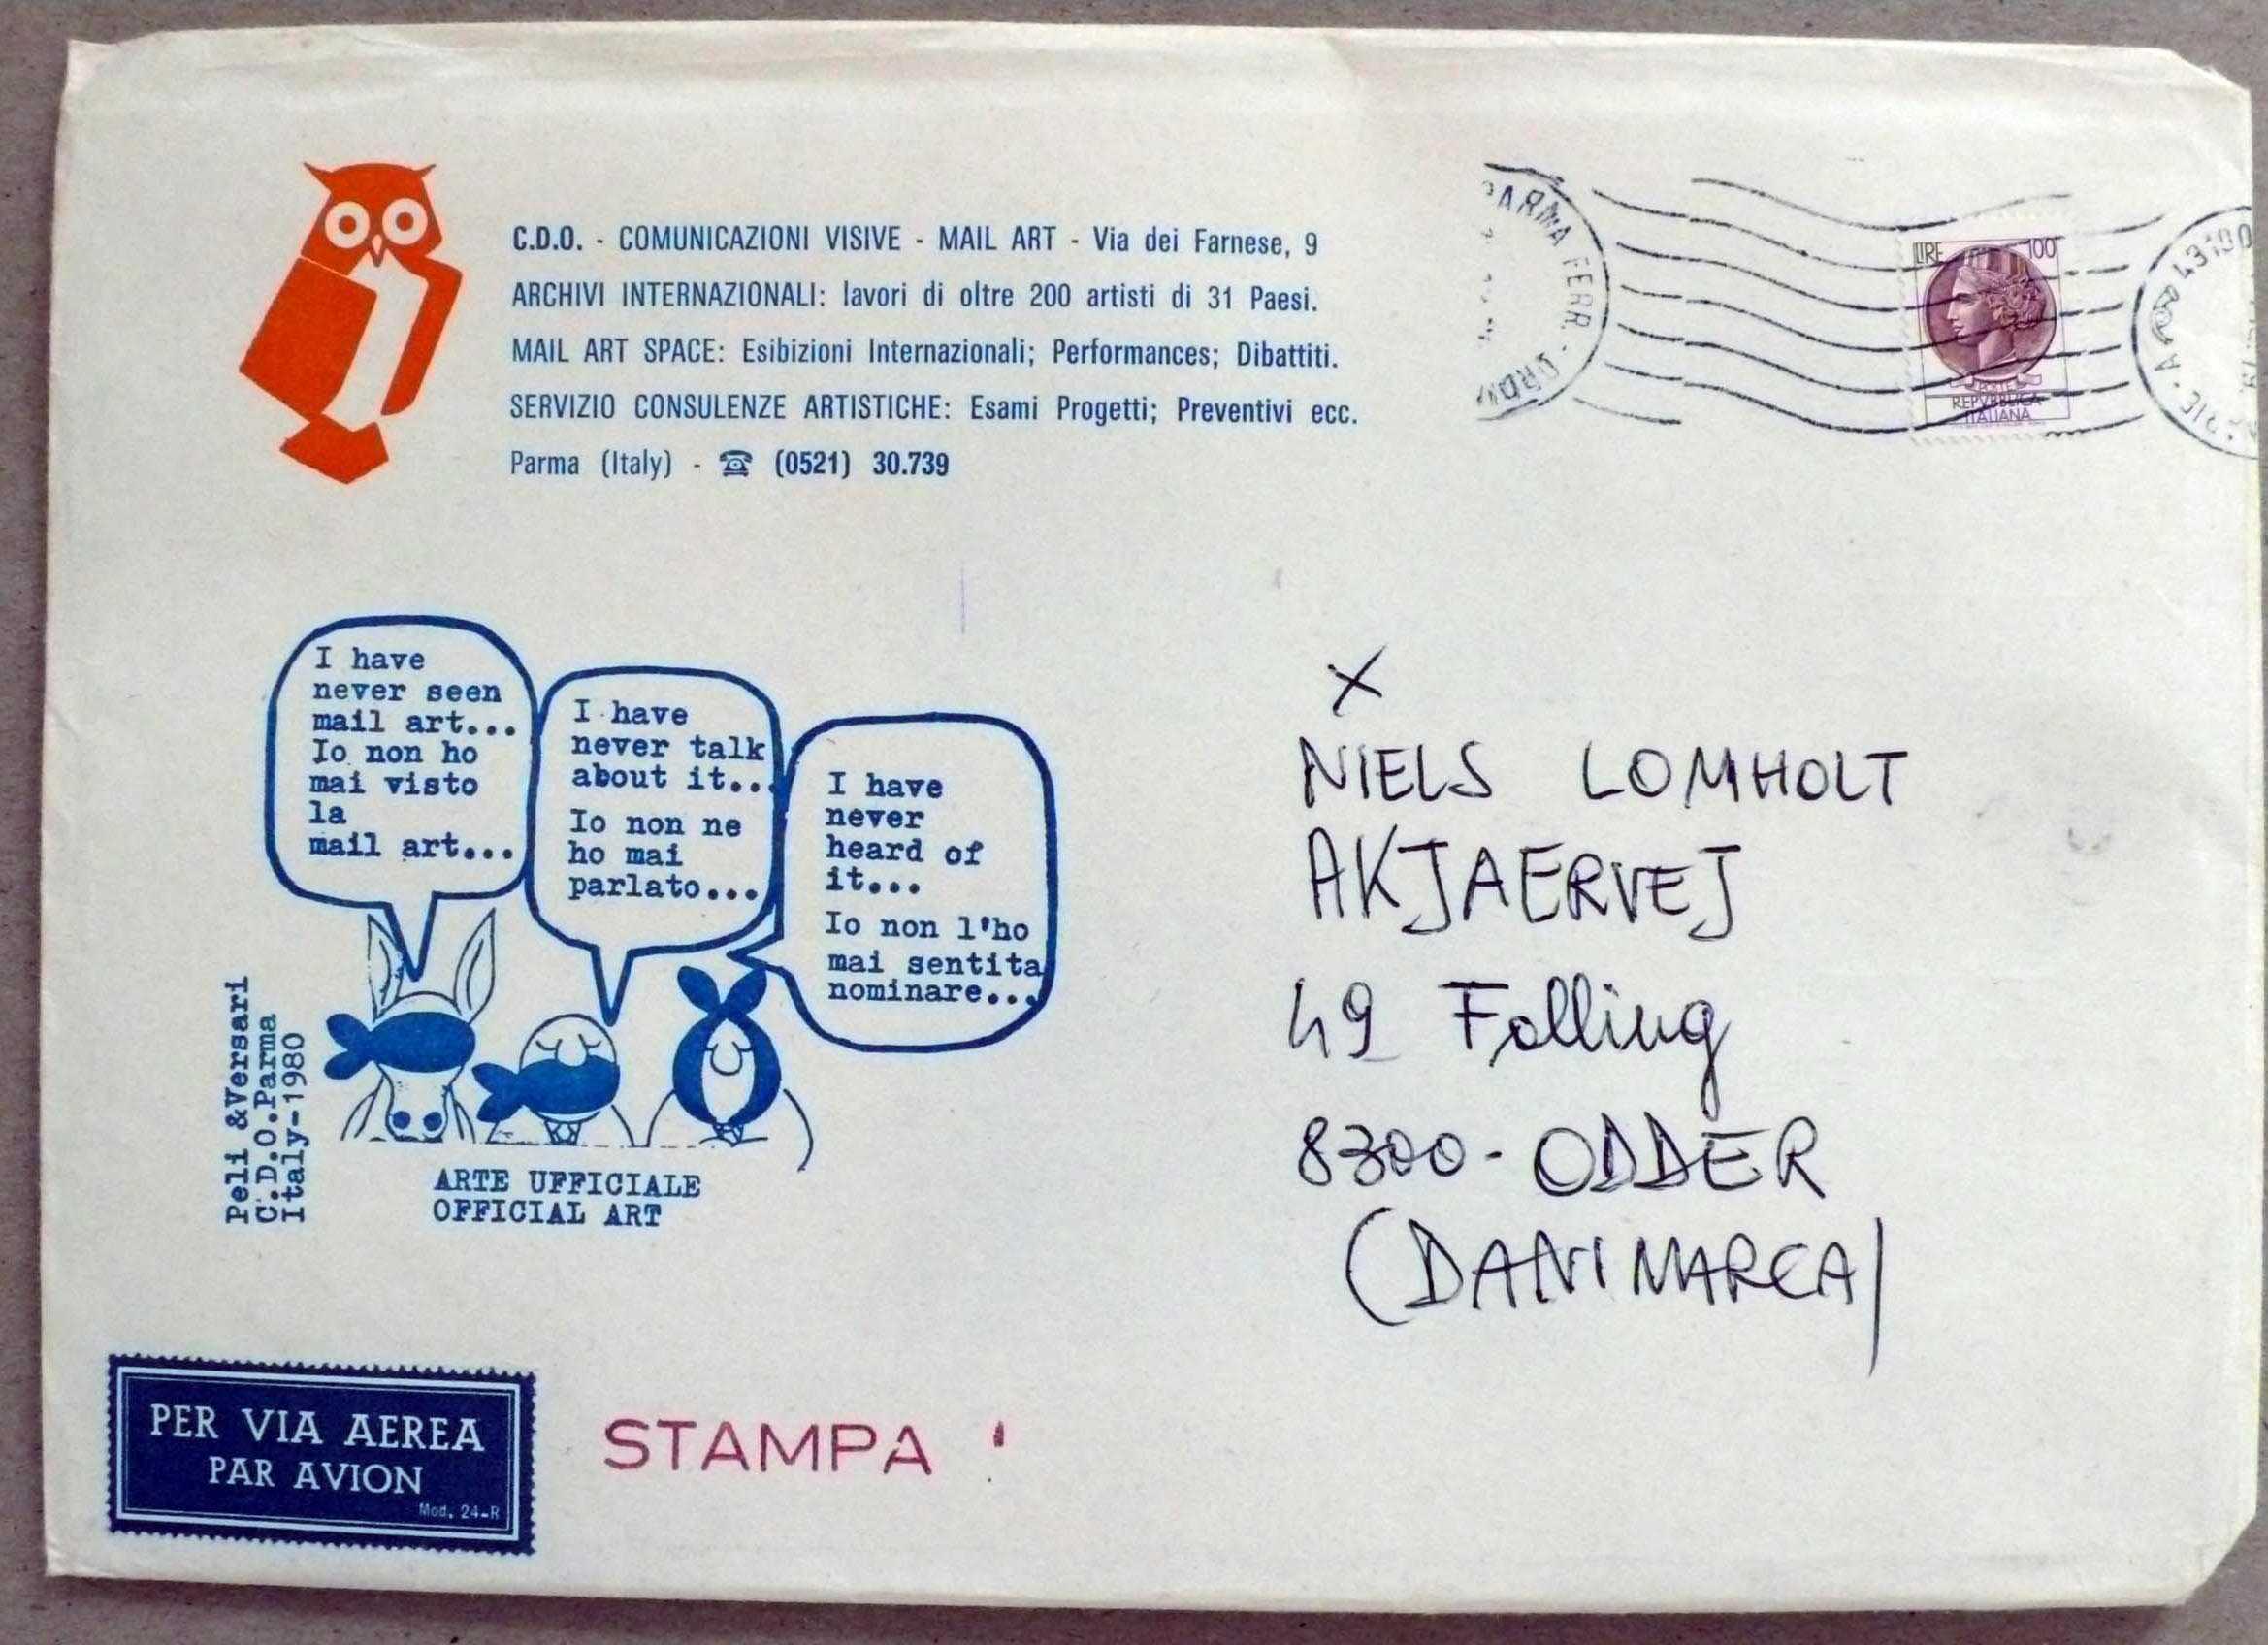 C.D.O. - COMUNICAZIONI VISIVE - MAIL ART - Via dei Farnese, 9
ARCHIVI INTERNAZIONALI: lavori di oltre 200 artisti di 31 Paesi.
MAIL ART SPACE: Esibizioni Internazionali; Performances; Dibattiti.
SERVIZIO CONSULENZE ARTISTICHE: Esami Progetti; Preventivi ecc.
Parma (Italy) - ☎ (0521) 30.739
PARMA FERR.
LIRE 100
POSTE
REPVBBLICA
ITALIANA
43100
I have
never seen
mail art...
Io non ho
mai visto
la
mail art...
I have
never talk
about it...
Io non ne
ho mai
parlato...
I have
never
heard of
it...
Io non l'ho
mai sentita
nominare...
Peli &Versari
C.D.O.Parma
Italy-1980
ARTE UFFICIALE
OFFICIAL ART
X
NIELS LOMHOLT
AKJAERVEJ
49 Folling
8300 - ODDER
(DANIMARCA)
PER VIA AEREA
PAR AVION
Mod. 24-R
STAMPA